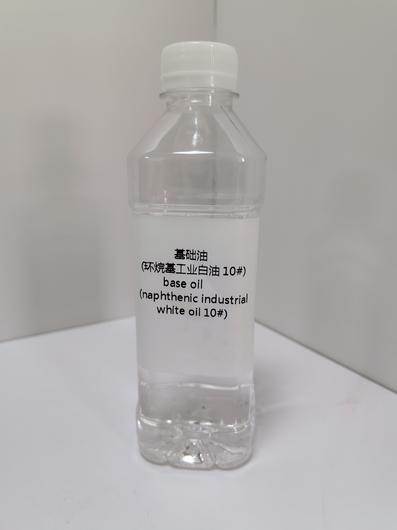 基础油
(环烷基工业白油 10#)
base oil
(naphthenic industrial
white oil 10#)